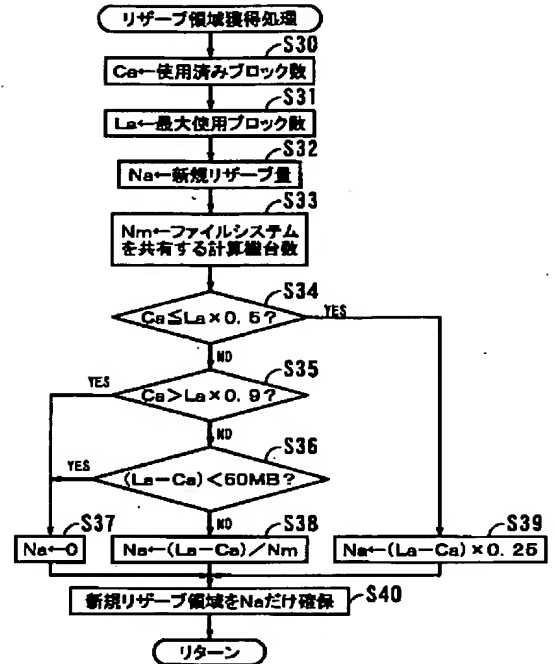 リザーブ領域獲得処理
S30
Ca←使用済みブロック数
S31
La←最大使用ブロック数
S32
Na←新規リザーブ量
S33
Nm←ファイルシステム
を共有する計算機台数
S34
Ca≦La×0.5?
YES
NO
S35
Ca>La×0.9?
YES
NO
S36
(La-Ca)<50MB?
YES
NO
S37
Na←0
S38
Na←(La-Ca)/Nm
S39
Na←(La-Ca)×0.25
S40
新規リザーブ領域をNaだけ確保
リターン